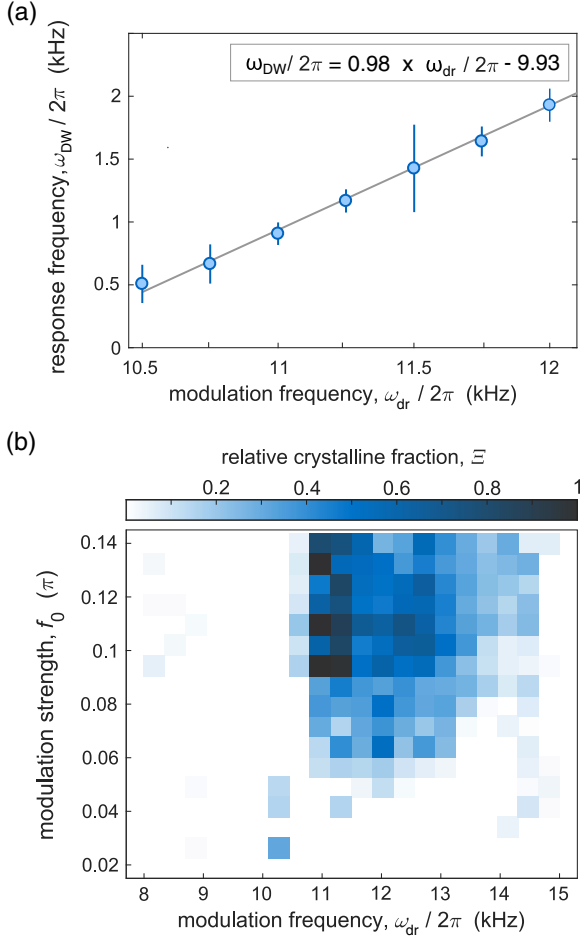 (a)
ω_DW / 2π = 0.98 x ω_dr / 2π - 9.93
response frequency, ω_DW / 2π (kHz)
2
1.5
1
0.5
0
10.5 11 11.5 12
modulation frequency, ω_dr / 2π (kHz)
(b)
relative crystalline fraction, Ξ
0.2 0.4 0.6 0.8 1
modulation strength, f_0 (π)
0.14
0.12
0.1
0.08
0.06
0.04
0.02
8 9 10 11 12 13 14 15
modulation frequency, ω_dr / 2π (kHz)